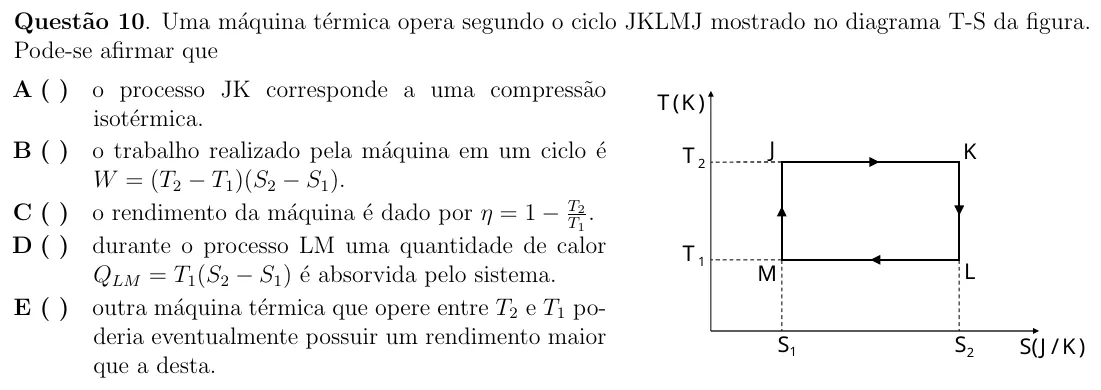 Questão 10. Uma máquina térmica opera segundo o ciclo JKLMJ mostrado no diagrama T-S da figura.
Pode-se afirmar que
A ( ) o processo JK corresponde a uma compressão
isotérmica.
B ( ) o trabalho realizado pela máquina em um ciclo é
W = (T₂ − T₁)(S₂ − S₁).
C ( ) o rendimento da máquina é dado por η = 1 − T₂/T₁.
D ( ) durante o processo LM uma quantidade de calor
Q_LM = T₁(S₂ − S₁) é absorvida pelo sistema.
E ( ) outra máquina térmica que opere entre T₂ e T₁ po-
deria eventualmente possuir um rendimento maior
que a desta.
T(K)
T₂
J
K
T₁
M
L
S₁
S₂
S(J/K)